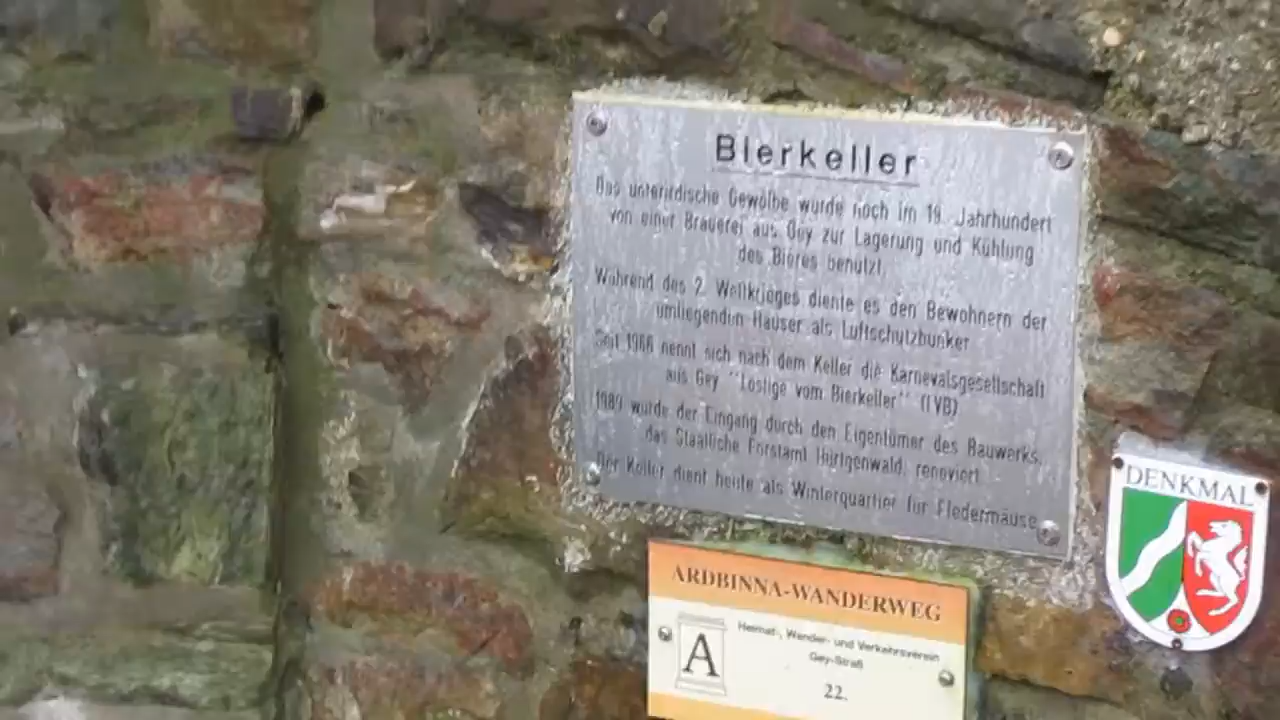 Bierkeller
Das unterirdische Gewölbe wurde noch im 19. Jahrhundert
von einer Brauerei aus Gey zur Lagerung und Kühlung
des Bieres benutzt.
Während des 2. Weltkrieges diente es den Bewohnern der
umliegenden Häuser als Luftschutzbunker
Seit 1966 nennt sich nach dem Keller die Karnevalsgesellschaft
aus Gey "Löstige vom Bierkeller" (LVB)
1989 wurde der Eingang durch den Eigentümer des Bauwerks,
das Staatliche Forstamt Hürtgenwald, renoviert
Der Keller dient heute als Winterquartier für Fledermäuse
DENKMAL
ARDBINNA-WANDERWEG
Heimat-, Wander- und Verkehrsverein
Gey-Straß
A
22.